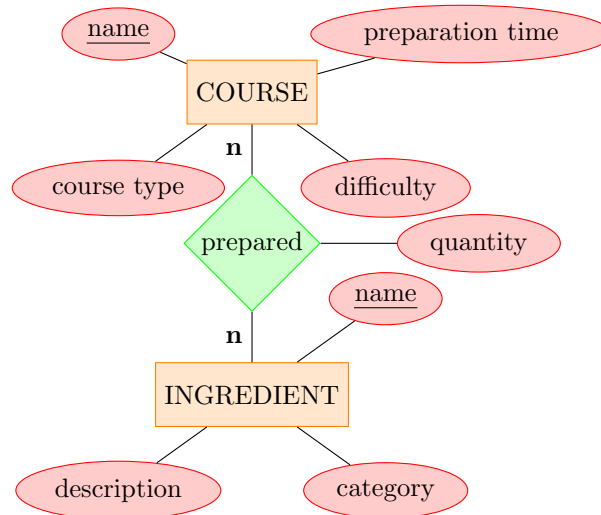 name
preparation time
COURSE
n
course type
difficulty
prepared
quantity
name
n
INGREDIENT
description
category